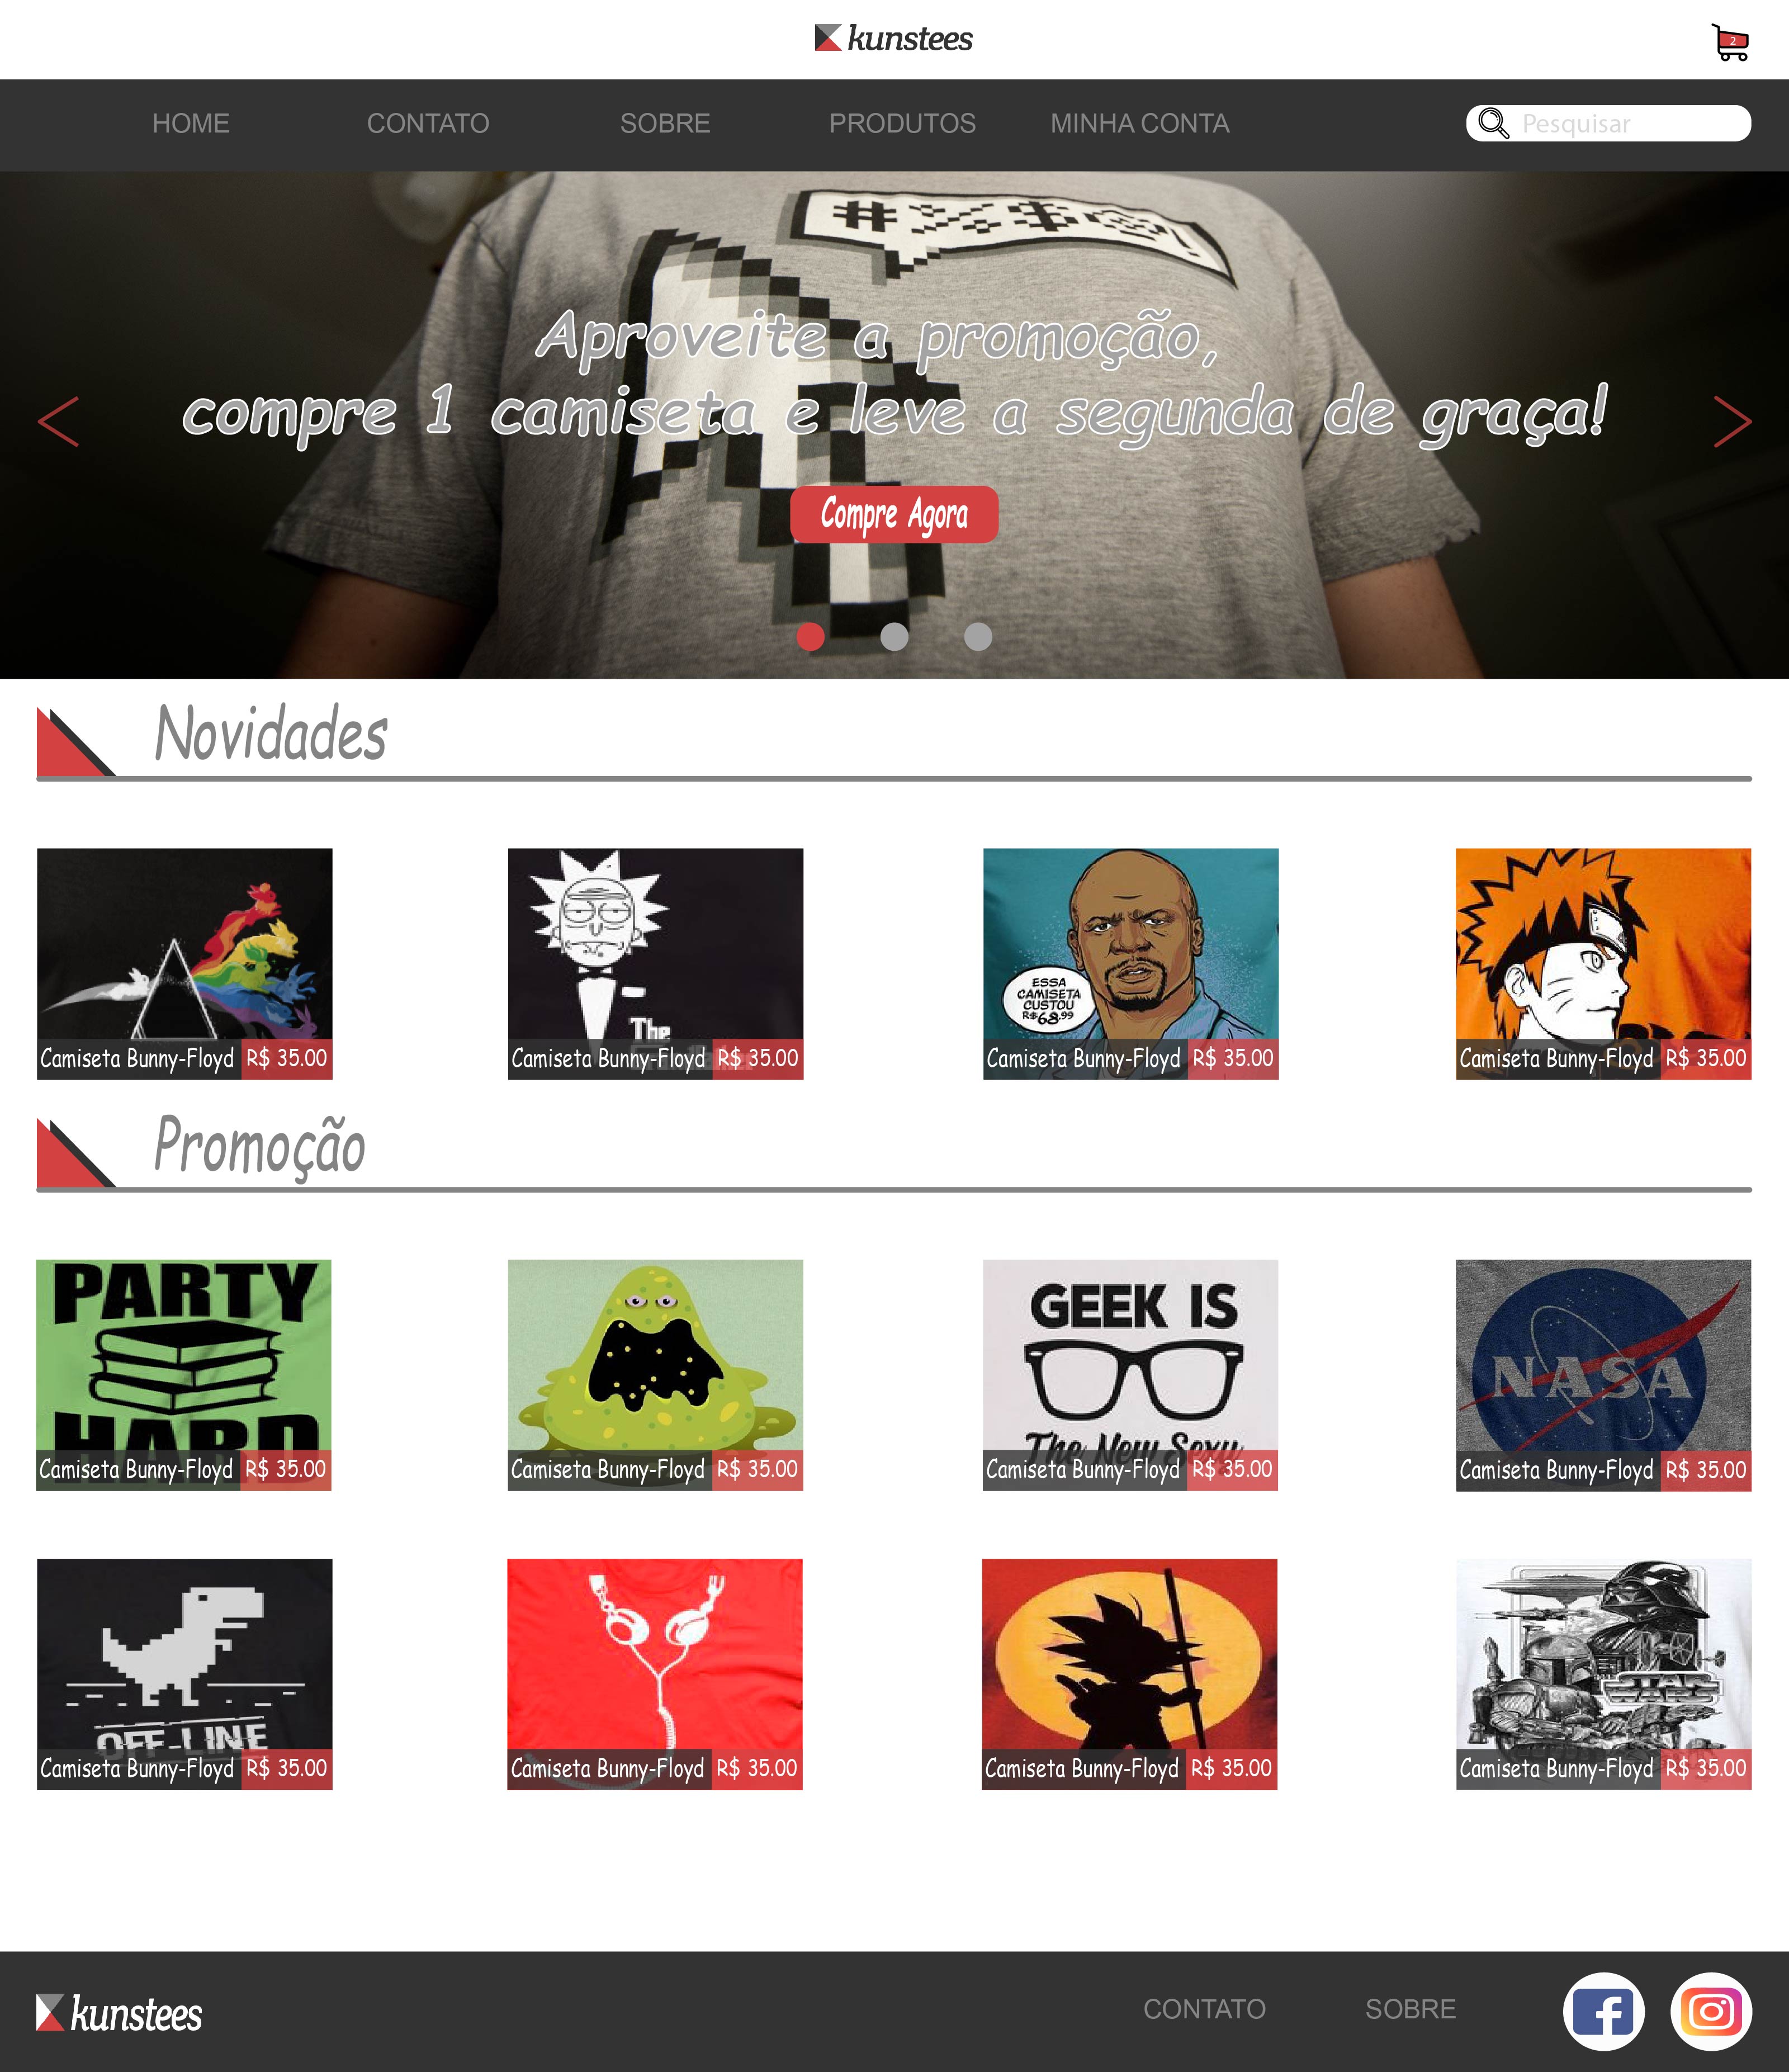 kunstees
2
HOME CONTATO SOBRE PRODUTOS MINHA CONTA Pesquisar
#%$@!
Aproveite a promoção,
compre 1 camiseta e leve a segunda de graça!
Compre Agora
Novidades
Camiseta Bunny-Floyd R$ 35.00
The
Camiseta Bunny-Floyd R$ 35.00
ESSA
CAMISETA
CUSTOU
R$68,99
Camiseta Bunny-Floyd R$ 35.00
Camiseta Bunny-Floyd R$ 35.00
Promoção
PARTY
HARD
Camiseta Bunny-Floyd R$ 35.00
Camiseta Bunny-Floyd R$ 35.00
GEEK IS
The New Sexy
Camiseta Bunny-Floyd R$ 35.00
NASA
Camiseta Bunny-Floyd R$ 35.00
OFF-LINE
Camiseta Bunny-Floyd R$ 35.00
Camiseta Bunny-Floyd R$ 35.00
Camiseta Bunny-Floyd R$ 35.00
STAR
WARS
Camiseta Bunny-Floyd R$ 35.00
kunstees CONTATO SOBRE